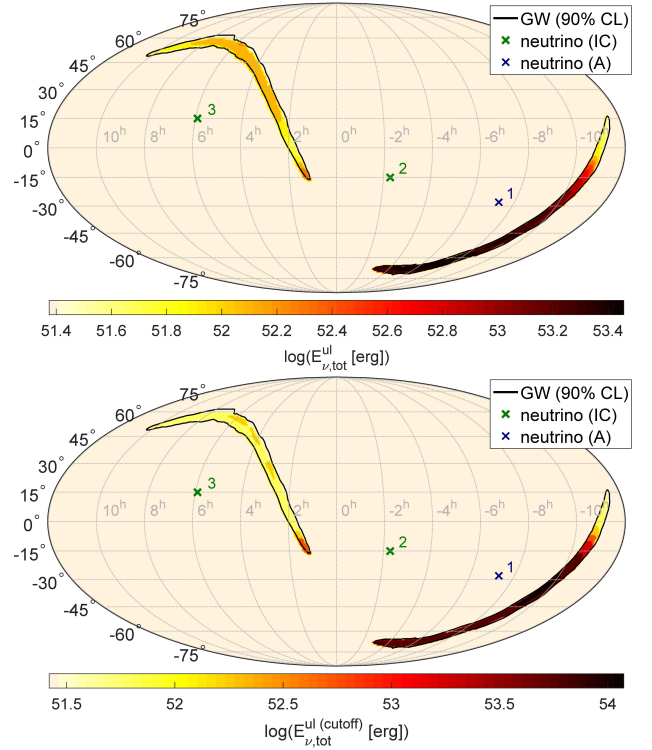 GW (90% CL)
neutrino (IC)
neutrino (A)
75°
60°
45°
30°
15°
0°
-15°
-30°
-45°
-60°
-75°
10h 8h 6h 4h 2h 0h -2h -4h -6h -8h -10h
3
2
1
51.4 51.6 51.8 52 52.2 52.4 52.6 52.8 53 53.2 53.4
log(E^ul_ν,tot [erg])
GW (90% CL)
neutrino (IC)
neutrino (A)
75°
60°
45°
30°
15°
0°
-15°
-30°
-45°
-60°
-75°
10h 8h 6h 4h 2h 0h -2h -4h -6h -8h -10h
3
2
1
51.5 52 52.5 53 53.5 54
log(E^ul (cutoff)_ν,tot [erg])